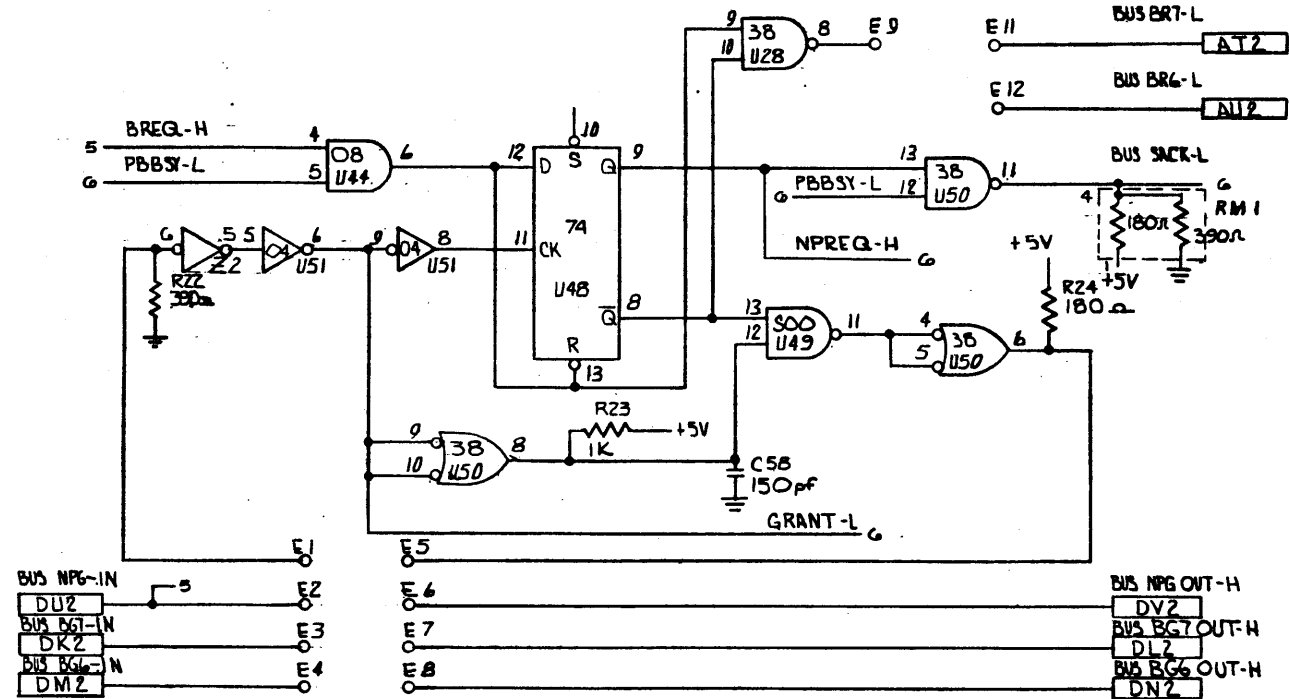 BUS BR7-L
9 38 8 E9 E11 AT2
10 U28
BUS BR6-L
E12 AU2
10
BREQ-H
5 4 08 6 12 D S Q 9 13 38 11 BUS SACK-L
PBBSY-L
6 5 U44 PBBSY-L 12 U50 6
6 4 180Ω 390Ω RM1
74 NPREQ-H 6 +5V 1 +5V
6 5 5 04 6 9 04 8 11 CK
Z2 U51 U51
R22
390Ω
U48
R24
180Ω
Q 8 13 S00 11 4 38 6
12 U49 5 U50
R
13
R23
1K +5V
9 38 8
10 U50
C58
150pf
GRANT-L 6
E1 E5
BUS NPG-IN 5 BUS NPG OUT-H
DU2 E2 E6 DV2
BUS BG7-IN BUS BG7 OUT-H
DK2 E3 E7 DL2
BUS BG6-IN BUS BG6 OUT-H
DM2 E4 E8 DN2